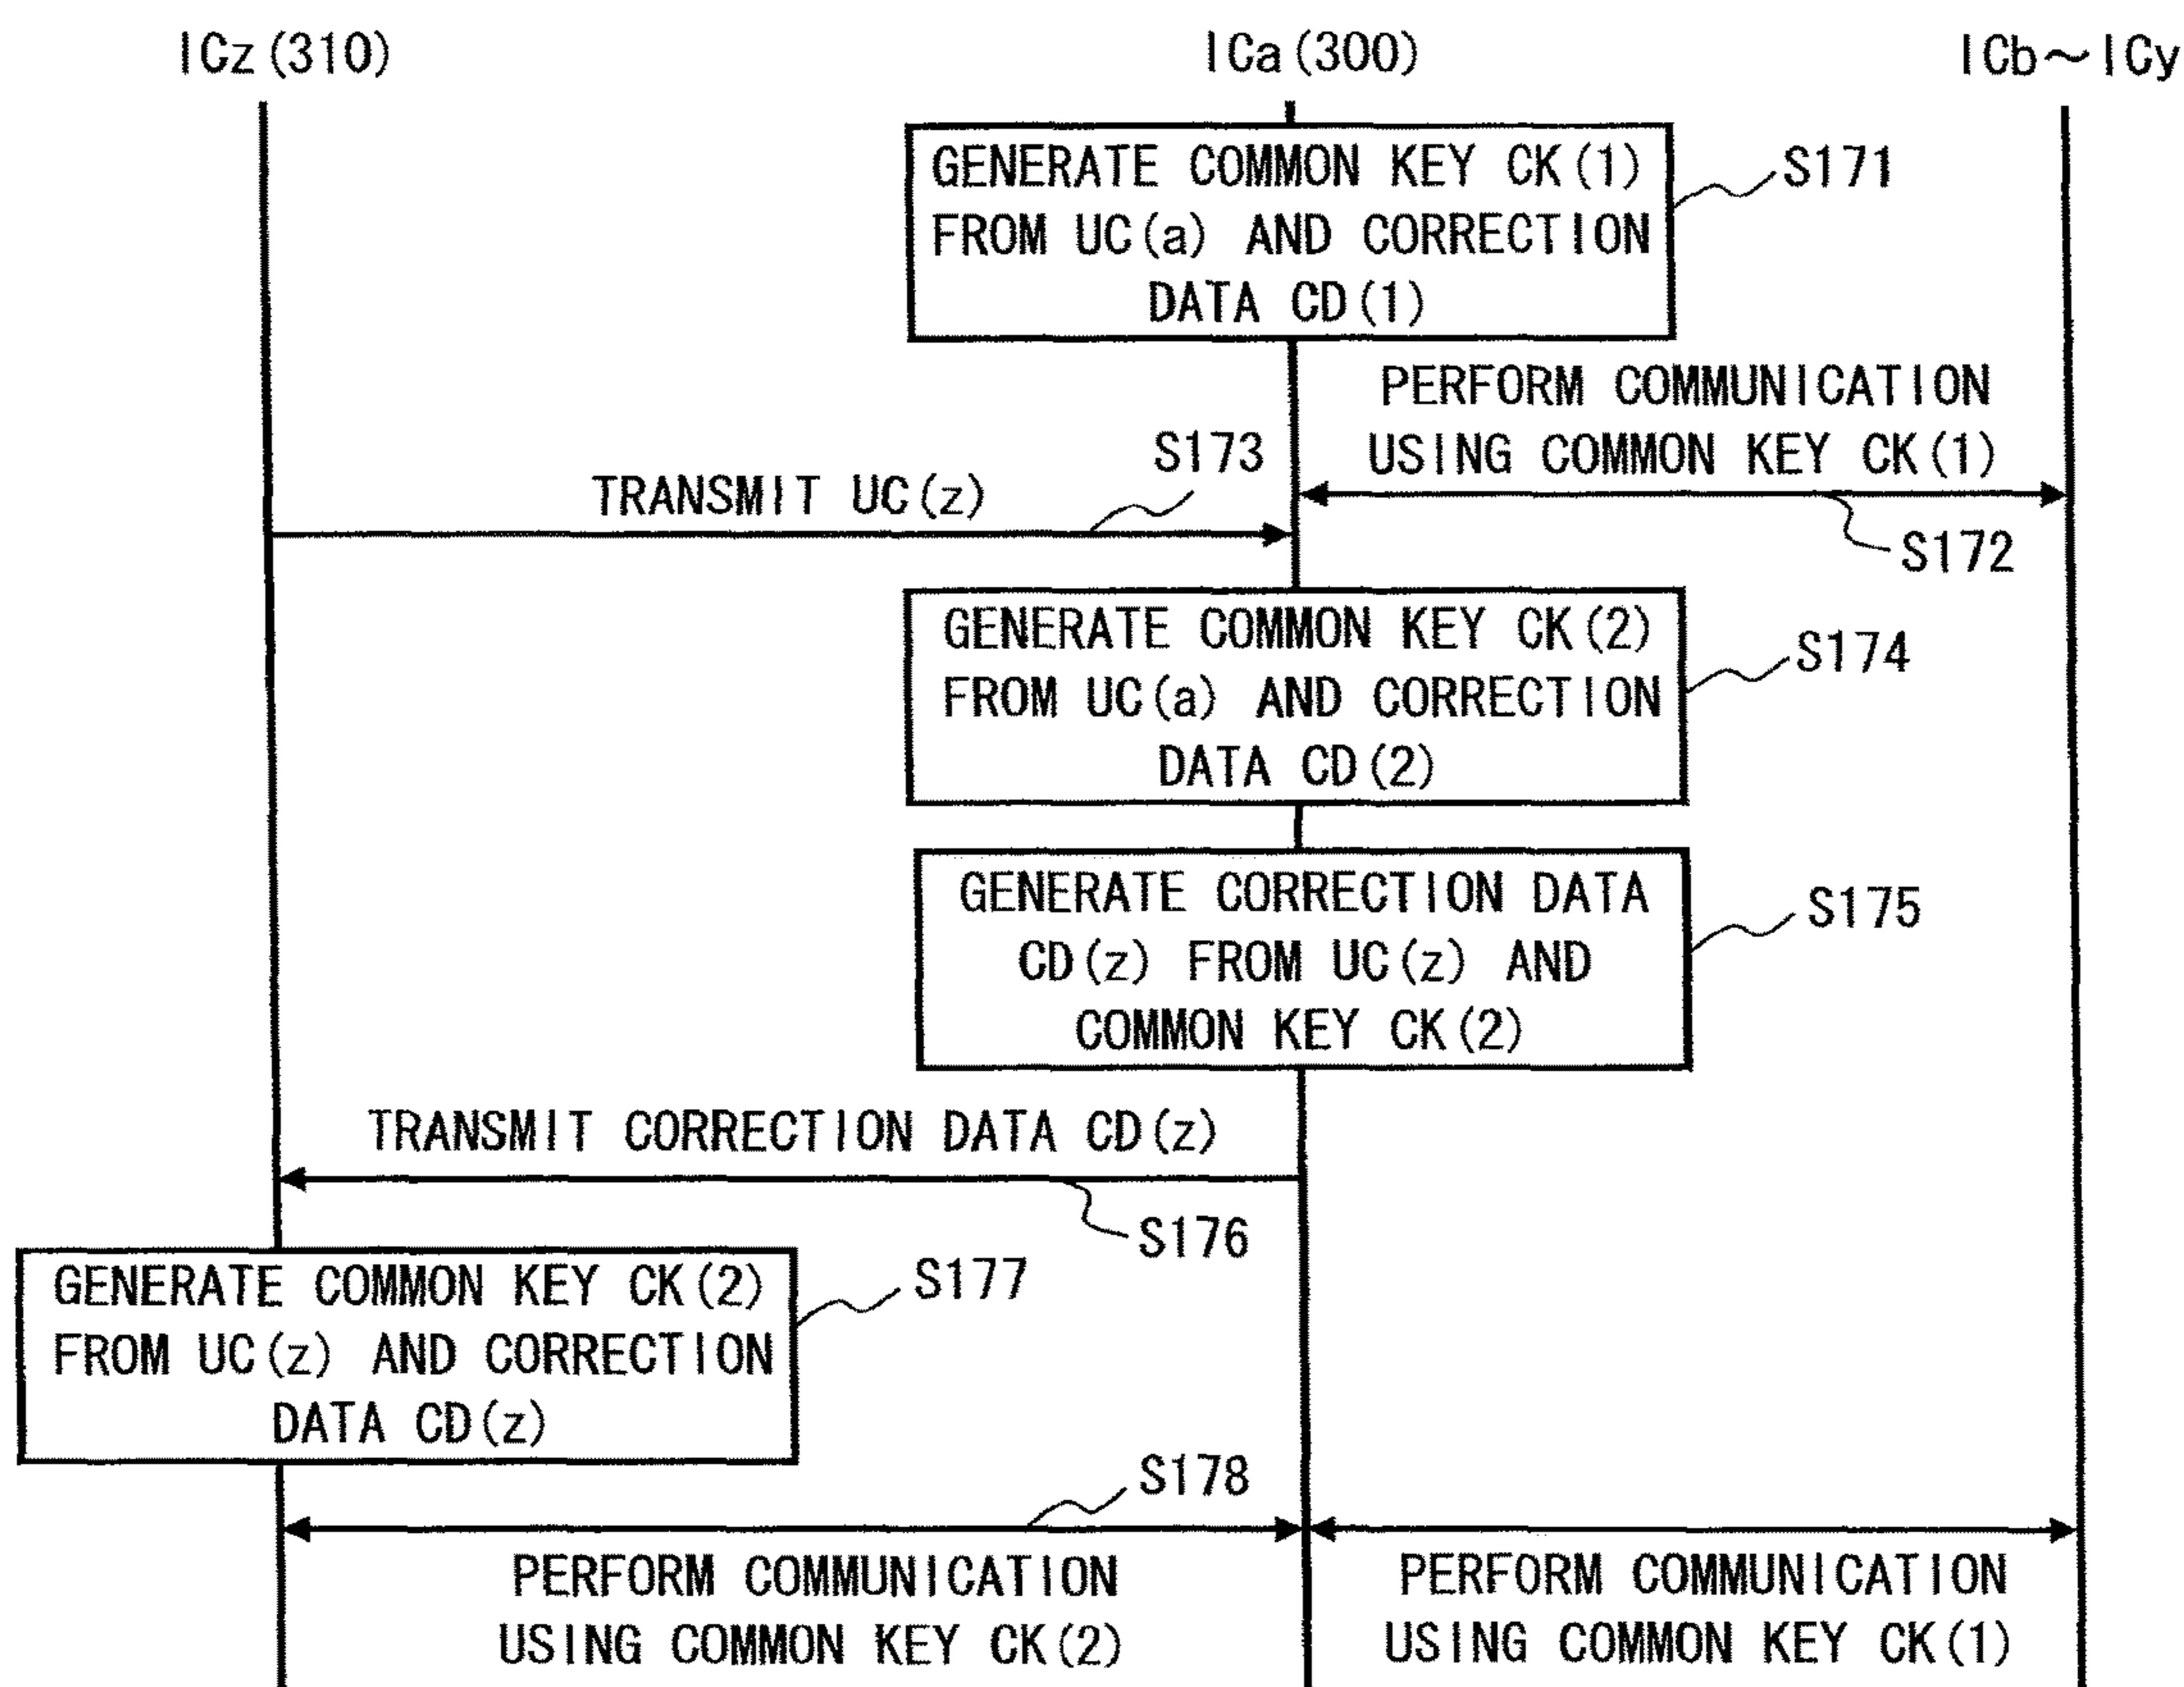 ICz(310)
ICa(300)
ICb～ICy
GENERATE COMMON KEY CK(1)
FROM UC(a) AND CORRECTION
DATA CD(1)
S171
PERFORM COMMUNICATION
USING COMMON KEY CK(1)
S172
TRANSMIT UC(z)
S173
GENERATE COMMON KEY CK(2)
FROM UC(a) AND CORRECTION
DATA CD(2)
S174
GENERATE CORRECTION DATA
CD(z) FROM UC(z) AND
COMMON KEY CK(2)
S175
TRANSMIT CORRECTION DATA CD(z)
S176
GENERATE COMMON KEY CK(2)
FROM UC(z) AND CORRECTION
DATA CD(z)
S177
S178
PERFORM COMMUNICATION
USING COMMON KEY CK(2)
PERFORM COMMUNICATION
USING COMMON KEY CK(1)